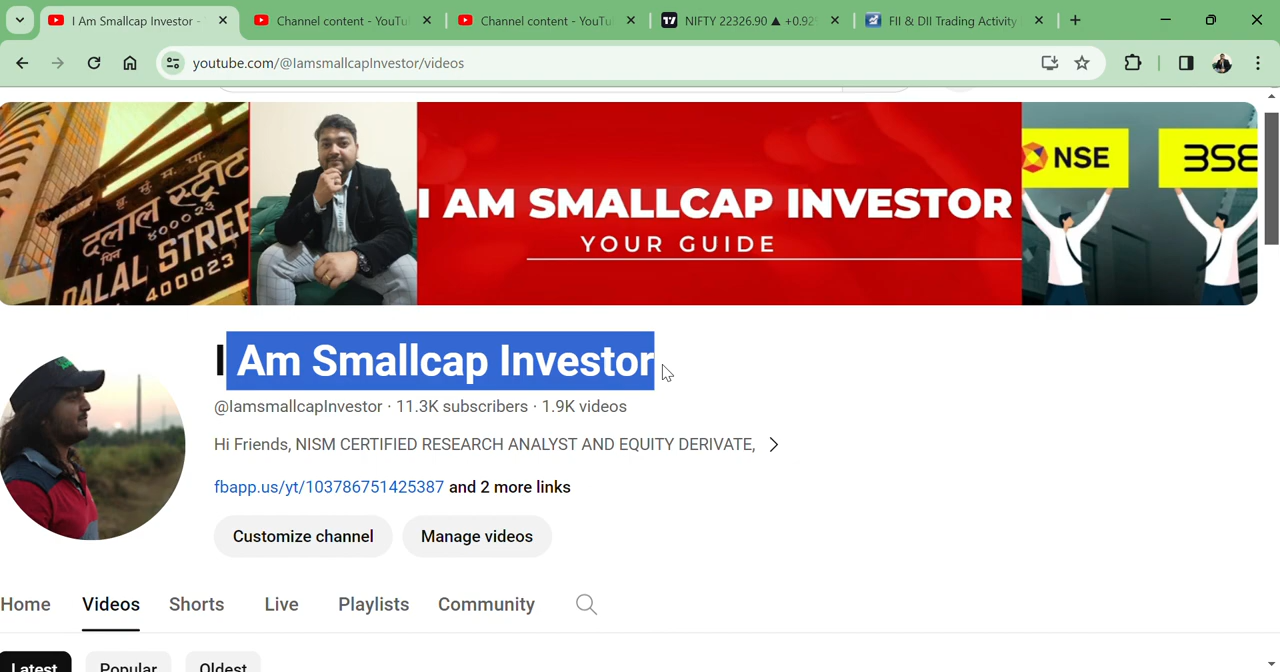 I Am Smallcap Investor -
Channel content - YouTu
Channel content - YouTu
NIFTY 22326.90 ▲ +0.92
FII & DII Trading Activity
youtube.com/@IamsmallcapInvestor/videos
दलाल स्ट्रीट
४०००२३
पिन
DALAL STREE
400023
I AM SMALLCAP INVESTOR
YOUR GUIDE
NSE
BSE
I Am Smallcap Investor
@IamsmallcapInvestor · 11.3K subscribers · 1.9K videos
Hi Friends, NISM CERTIFIED RESEARCH ANALYST AND EQUITY DERIVATE,
fbapp.us/yt/103786751425387 and 2 more links
Customize channel Manage videos
Home Videos Shorts Live Playlists Community
Latest Popular Oldest